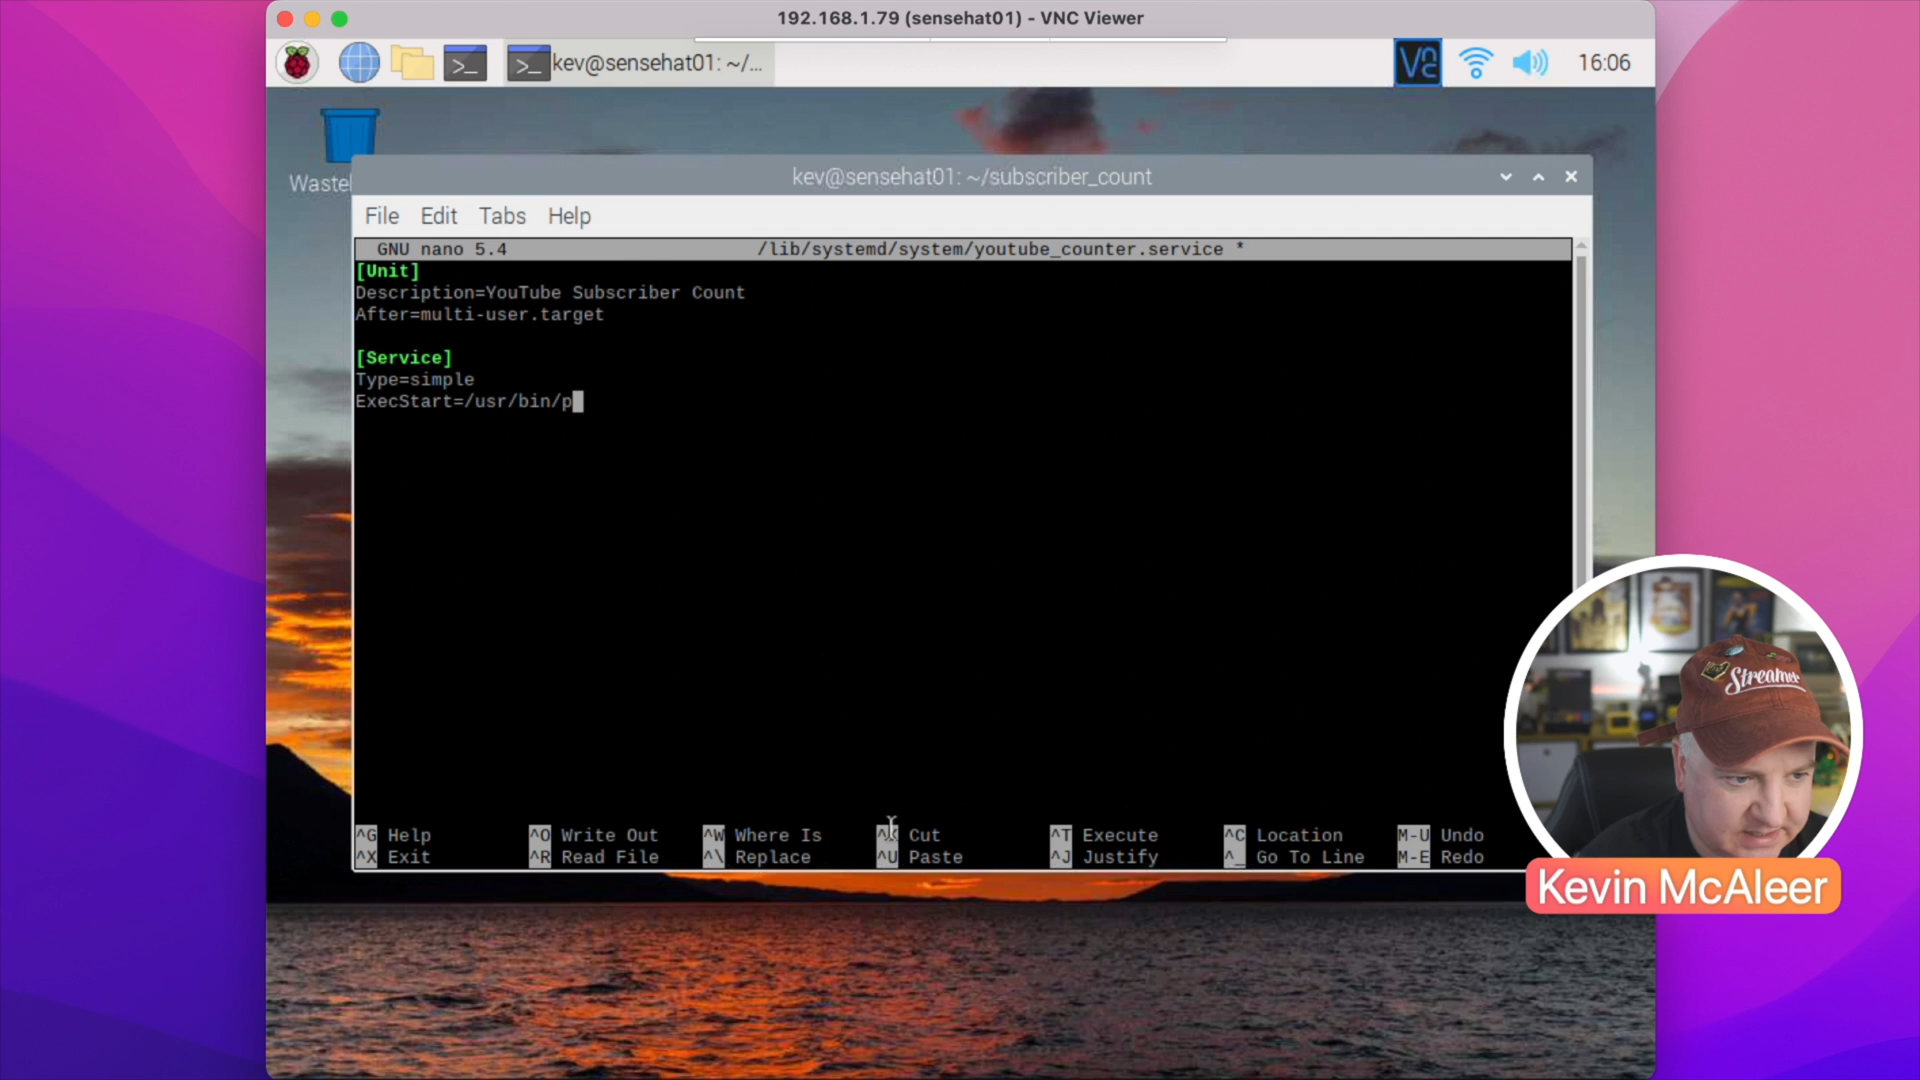 192.168.1.79 (sensehat01) - VNC Viewer
kev@sensehat01: ~/...
16:06
kev@sensehat01: ~/subscriber_count
File Edit Tabs Help
GNU nano 5.4 /lib/systemd/system/youtube_counter.service *
[Unit]
Description=YouTube Subscriber Count
After=multi-user.target
[Service]
Type=simple
ExecStart=/usr/bin/p
^G Help ^O Write Out ^W Where Is ^K Cut ^T Execute ^C Location M-U Undo
^X Exit ^R Read File ^\ Replace ^U Paste ^J Justify ^_ Go To Line M-E Redo
Streamer
Kevin McAleer